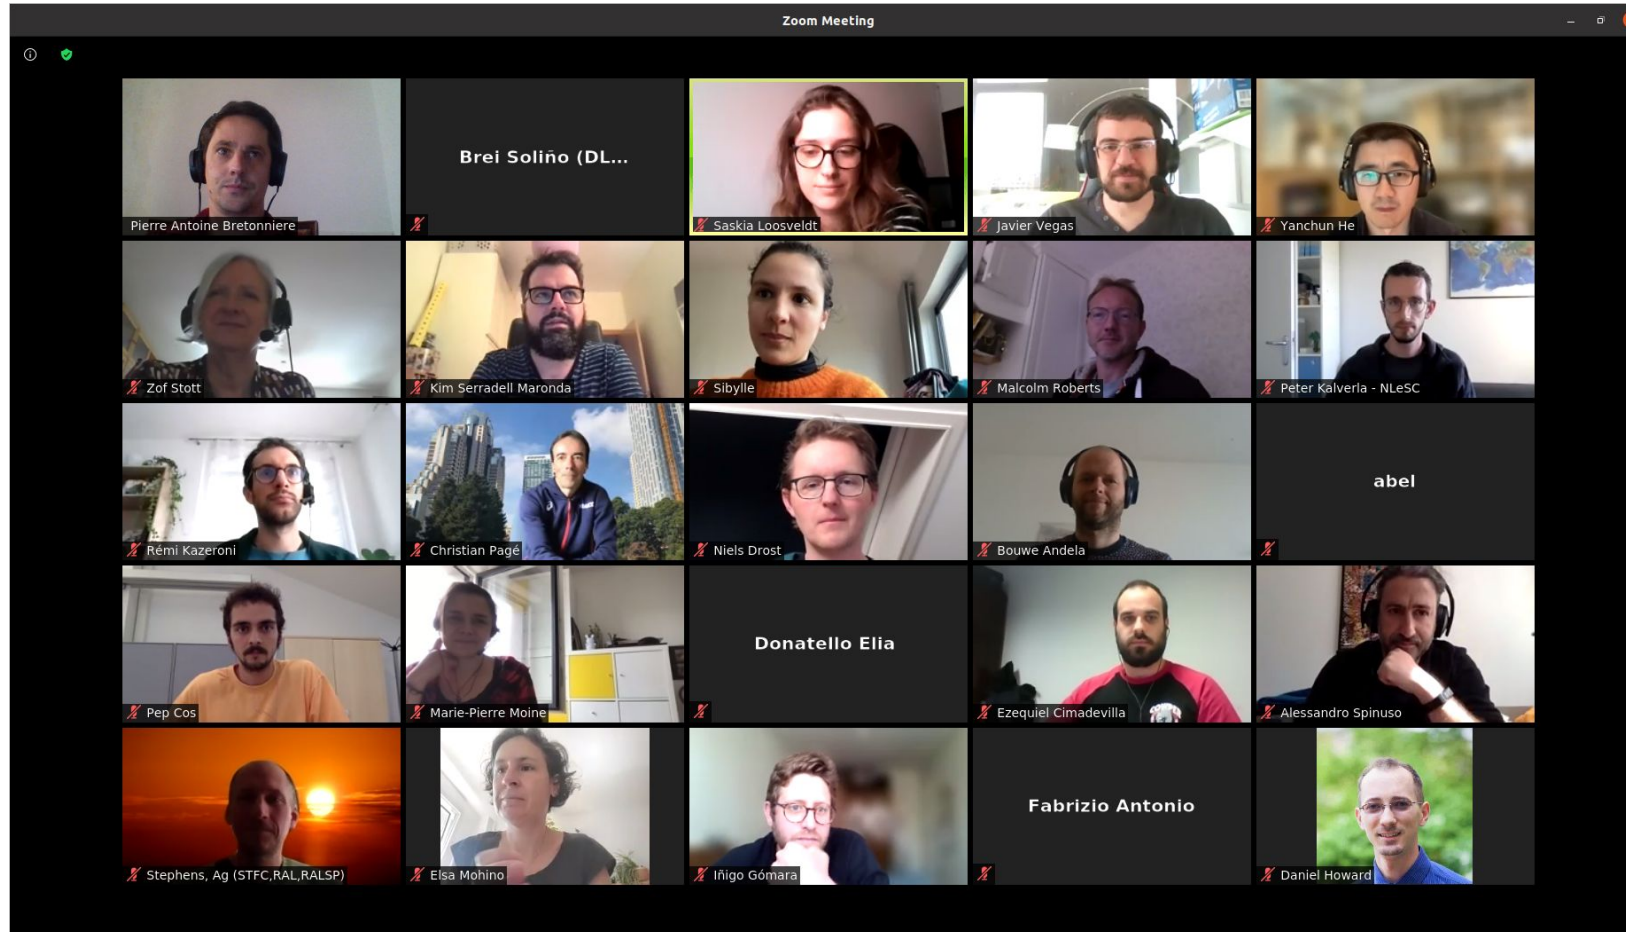 Zoom Meeting
Pierre Antoine Bretonniere
Brei Soliño (DL...
Saskia Loosveldt
Javier Vegas
Yanchun He
Zof Stott
Kim Serradell Maronda
Sibylle
Malcolm Roberts
Peter Kalverla - NLeSC
Rémi Kazeroni
Christian Pagé
Niels Drost
Bouwe Andela
abel
Pep Cos
Marie-Pierre Moine
Donatello Elia
Ezequiel Cimadevilla
Alessandro Spinuso
Stephens, Ag (STFC,RAL,RALSP)
Elsa Mohino
Iñigo Gómara
Fabrizio Antonio
Daniel Howard